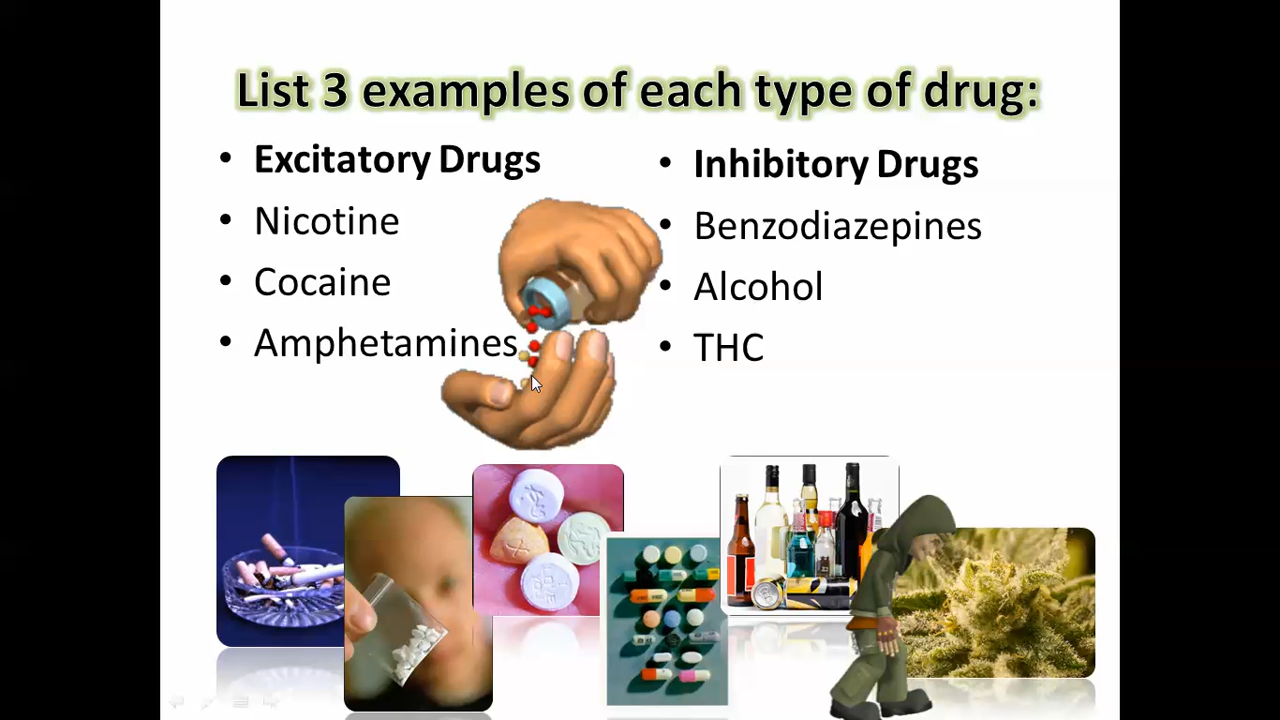 List 3 examples of each type of drug:
• Excitatory Drugs
• Nicotine
• Cocaine
• Amphetamines
• Inhibitory Drugs
• Benzodiazepines
• Alcohol
• THC